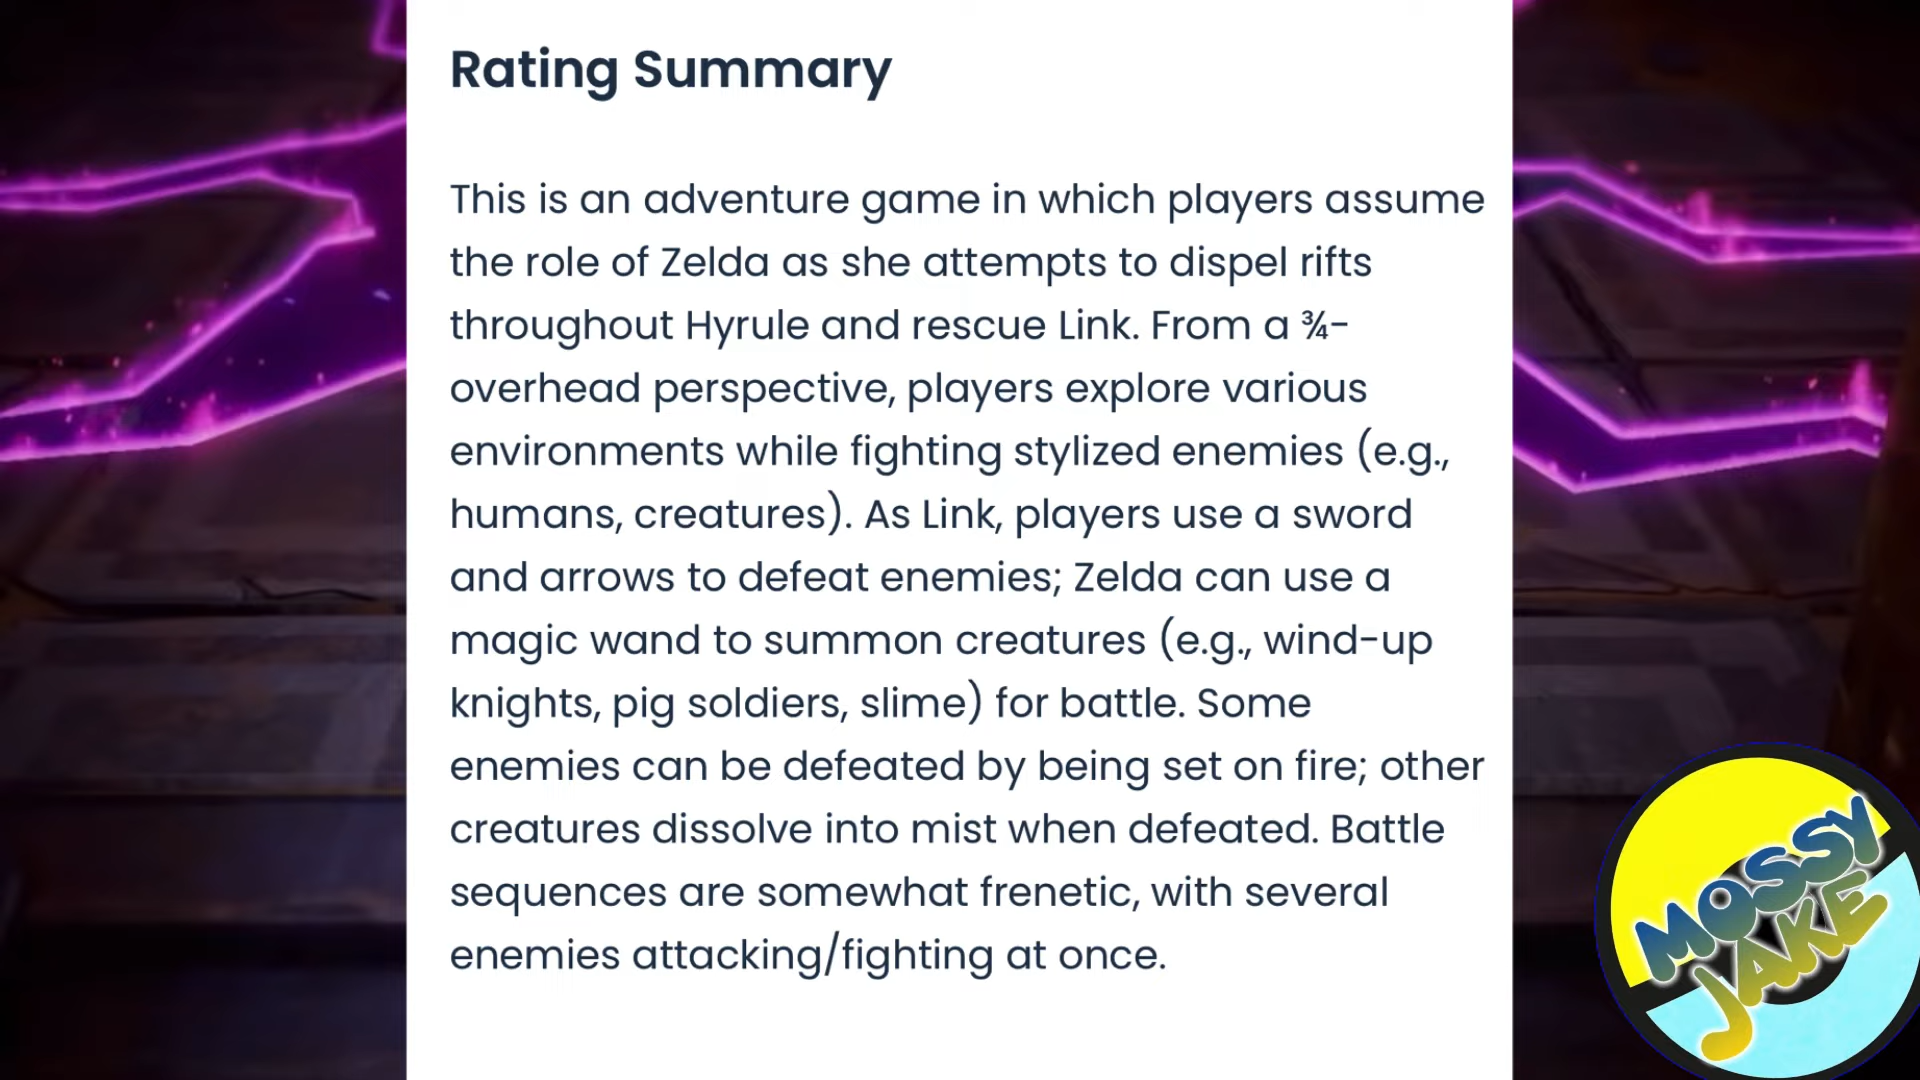 Rating Summary
This is an adventure game in which players assume
the role of Zelda as she attempts to dispel rifts
throughout Hyrule and rescue Link. From a ¾-
overhead perspective, players explore various
environments while fighting stylized enemies (e.g.,
humans, creatures). As Link, players use a sword
and arrows to defeat enemies; Zelda can use a
magic wand to summon creatures (e.g., wind-up
knights, pig soldiers, slime) for battle. Some
enemies can be defeated by being set on fire; other
creatures dissolve into mist when defeated. Battle
sequences are somewhat frenetic, with several
enemies attacking/fighting at once.
MOSSY
JAKE